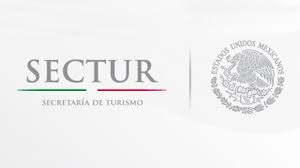 SECTUR
SECRETARÍA DE TURISMO
ESTADOS UNIDOS MEXICANOS